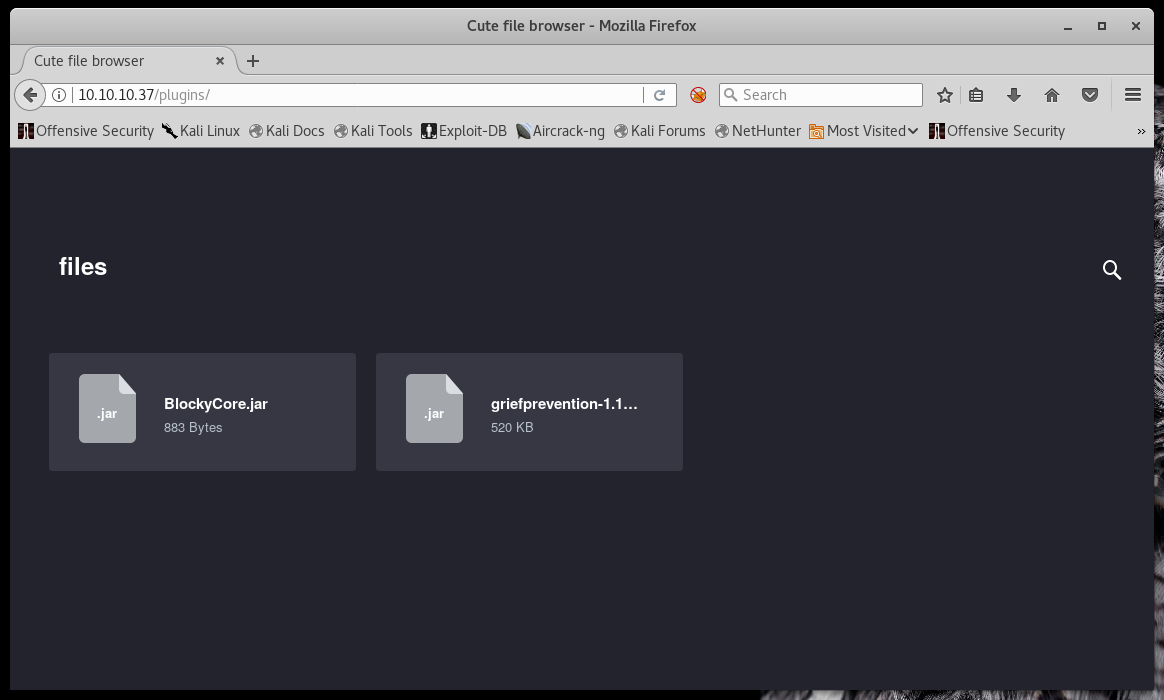 Cute file browser - Mozilla Firefox
Cute file browser
10.10.10.37/plugins/
Search
Offensive Security Kali Linux Kali Docs Kali Tools Exploit-DB Aircrack-ng Kali Forums NetHunter Most Visited Offensive Security »
files
.jar
BlockyCore.jar
883 Bytes
.jar
griefprevention-1.1...
520 KB